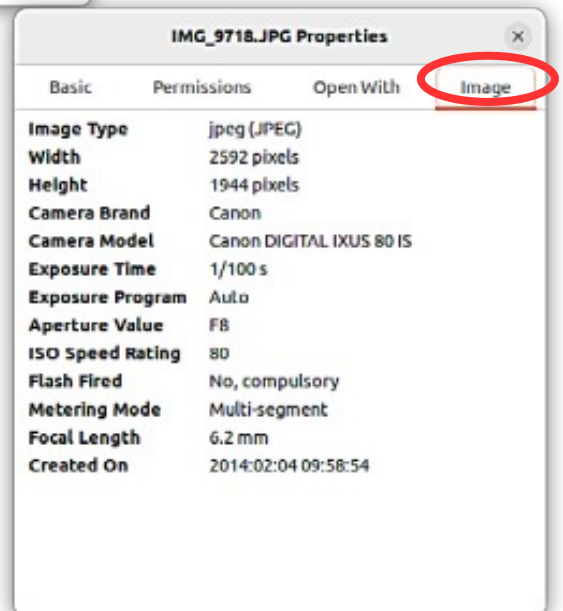 IMG_9718.JPG Properties
Basic Permissions Open With Image
Image Type jpeg (JPEG)
Width 2592 pixels
Height 1944 pixels
Camera Brand Canon
Camera Model Canon DIGITAL IXUS 80 IS
Exposure Time 1/100 s
Exposure Program Auto
Aperture Value F8
ISO Speed Rating 80
Flash Fired No, compulsory
Metering Mode Multi-segment
Focal Length 6.2 mm
Created On 2014:02:04 09:58:54